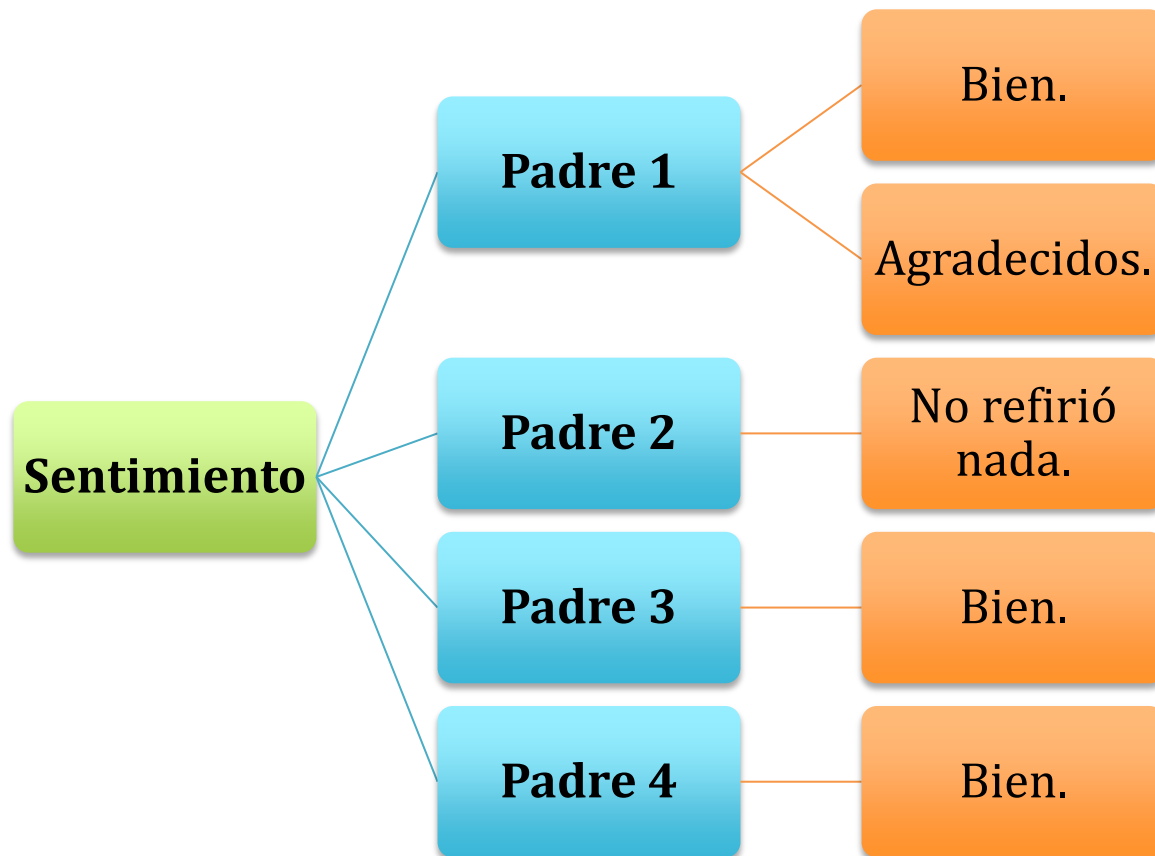 Sentimiento
Padre 1
Bien.
Agradecidos.
Padre 2
No refirió
nada.
Padre 3
Bien.
Padre 4
Bien.